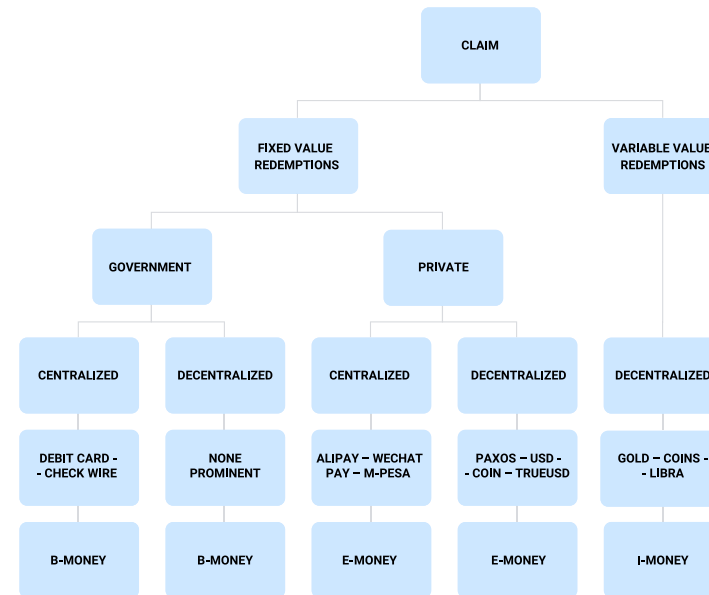 CLAIM
FIXED VALUE
REDEMPTIONS
VARIABLE VALUE
REDEMPTIONS
GOVERNMENT
PRIVATE
CENTRALIZED
DECENTRALIZED
CENTRALIZED
DECENTRALIZED
DECENTRALIZED
DEBIT CARD -
- CHECK WIRE
NONE
PROMINENT
ALIPAY – WECHAT
PAY – M-PESA
PAXOS – USD -
- COIN – TRUEUSD
GOLD – COINS -
- LIBRA
B-MONEY
B-MONEY
E-MONEY
E-MONEY
I-MONEY